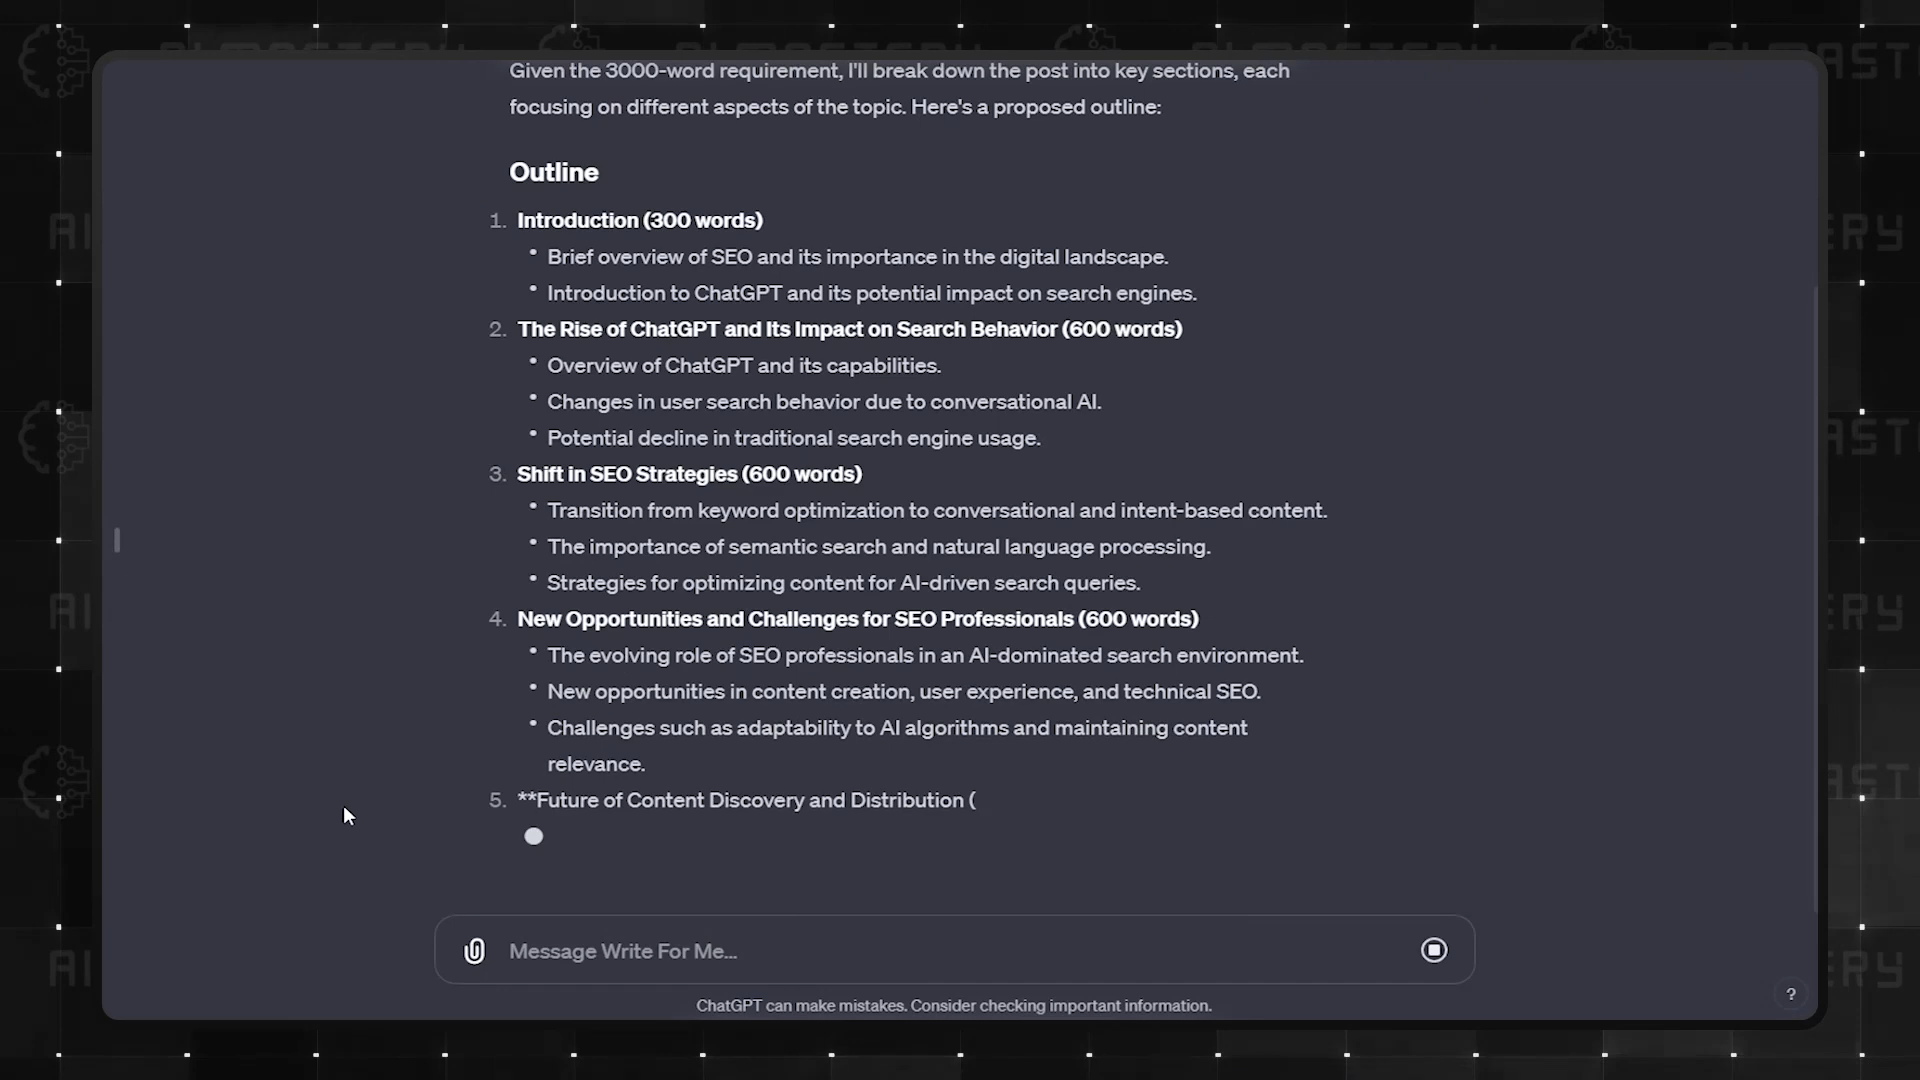 Given the 3000-word requirement, I'll break down the post into key sections, each
focusing on different aspects of the topic. Here's a proposed outline:
Outline
1. Introduction (300 words)
• Brief overview of SEO and its importance in the digital landscape.
• Introduction to ChatGPT and its potential impact on search engines.
2. The Rise of ChatGPT and Its Impact on Search Behavior (600 words)
• Overview of ChatGPT and its capabilities.
• Changes in user search behavior due to conversational AI.
• Potential decline in traditional search engine usage.
3. Shift in SEO Strategies (600 words)
• Transition from keyword optimization to conversational and intent-based content.
• The importance of semantic search and natural language processing.
• Strategies for optimizing content for AI-driven search queries.
4. New Opportunities and Challenges for SEO Professionals (600 words)
• The evolving role of SEO professionals in an AI-dominated search environment.
• New opportunities in content creation, user experience, and technical SEO.
• Challenges such as adaptability to AI algorithms and maintaining content
relevance.
5. **Future of Content Discovery and Distribution (
Message Write For Me...
ChatGPT can make mistakes. Consider checking important information.
?